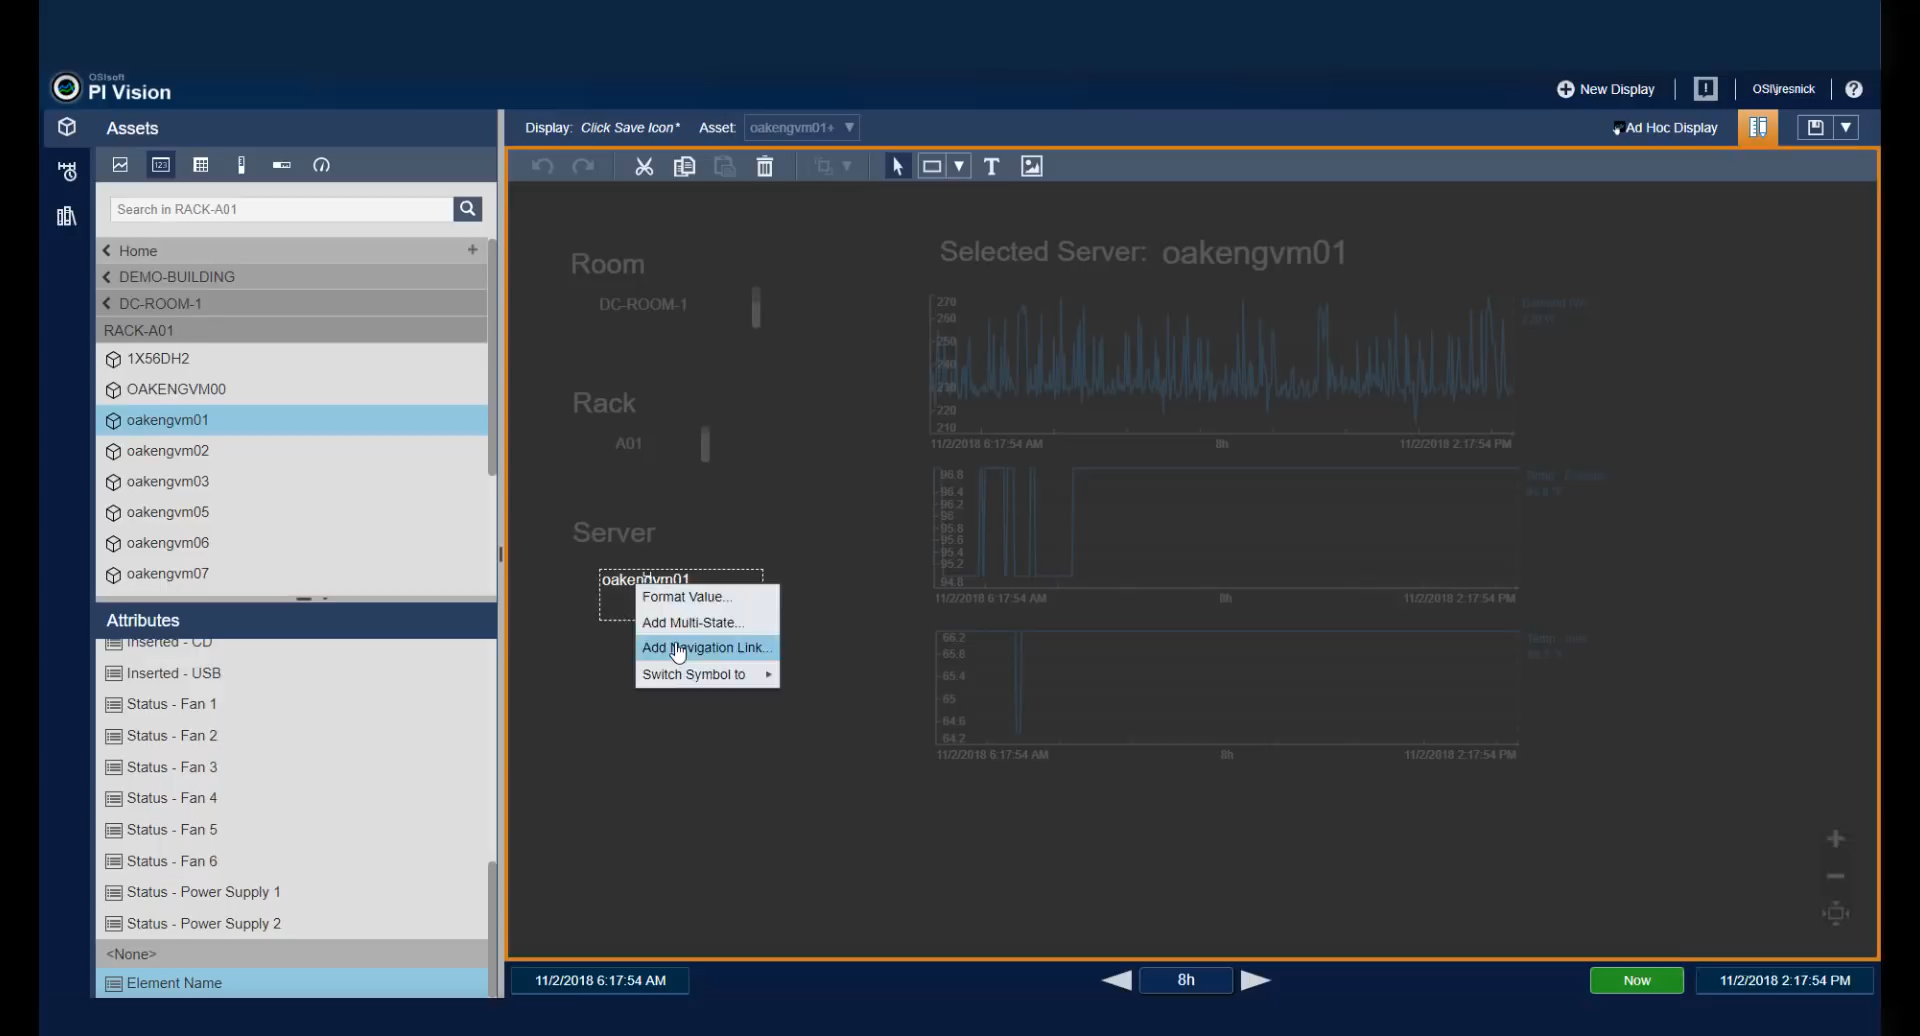 OSIsoft
PI Vision
New Display
OSI\jresnick
Assets
Display: Click Save Icon* Asset: oakengvm01+
Ad Hoc Display
Search in RACK-A01
Home
DEMO-BUILDING
DC-ROOM-1
RACK-A01
1X56DH2
OAKENGVM00
oakengvm01
oakengvm02
oakengvm03
oakengvm05
oakengvm06
oakengvm07
Attributes
Inserted - CD
Inserted - USB
Status - Fan 1
Status - Fan 2
Status - Fan 3
Status - Fan 4
Status - Fan 5
Status - Fan 6
Status - Power Supply 1
Status - Power Supply 2
<None>
Element Name
Room
DC-ROOM-1
Rack
A01
Server
oakengvm01
Format Value...
Add Multi-State...
Add Navigation Link...
Switch Symbol to
Selected Server: oakengvm01
270
260
250
240
230
220
210
11/2/2018 6:17:54 AM 8h 11/2/2018 2:17:54 PM
96.8
96.4
96.2
96
95.8
95.6
95.4
95.2
94.8
11/2/2018 6:17:54 AM 8h 11/2/2018 2:17:54 PM
66.2
65.8
65.4
65
64.6
64.2
11/2/2018 6:17:54 AM 8h 11/2/2018 2:17:54 PM
11/2/2018 6:17:54 AM 8h Now 11/2/2018 2:17:54 PM